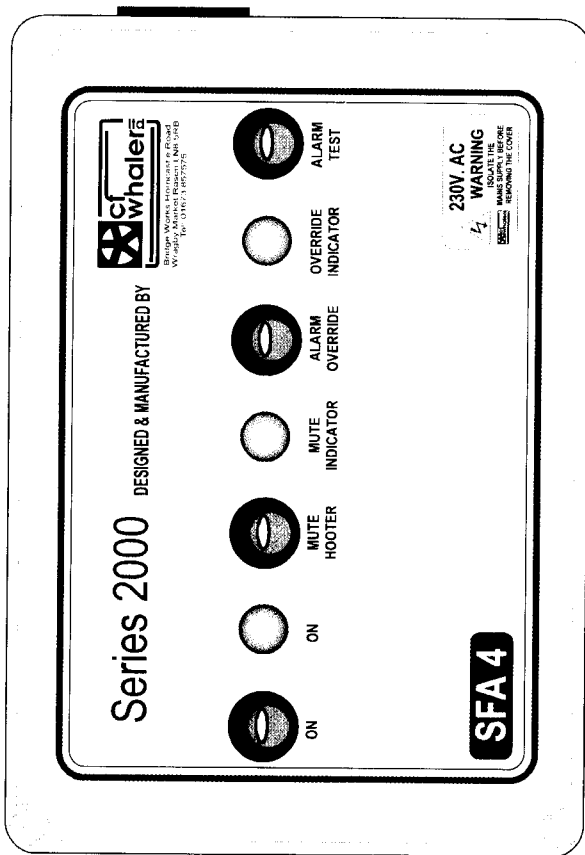 Series 2000
DESIGNED & MANUFACTURED BY
cf
whaler LTD
Bridge Works Horncastle Road
Wragby Market Rasen LN8 5RB
Tel: 01673 857575
ON
ON
MUTE
HOOTER
MUTE
INDICATOR
ALARM
OVERRIDE
OVERRIDE
INDICATOR
ALARM
TEST
SFA 4
230V. AC
WARNING
ISOLATE THE
MAINS SUPPLY BEFORE
REMOVING THE COVER